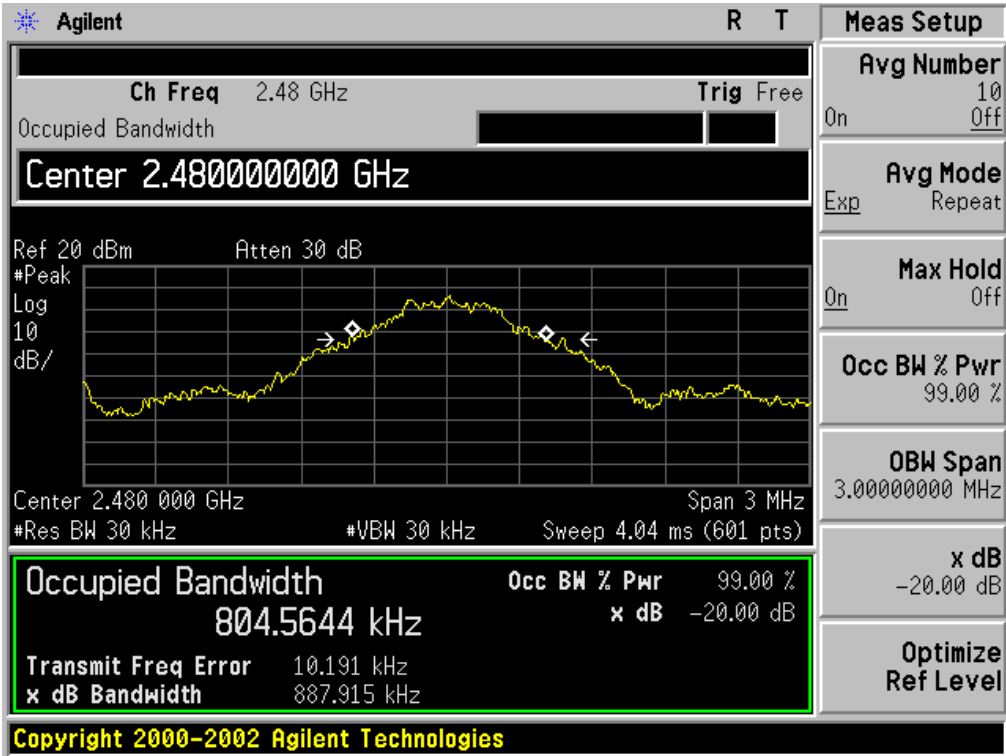 Agilent R T
Ch Freq 2.48 GHz Trig Free
Occupied Bandwidth
Center 2.480000000 GHz
Ref 20 dBm Atten 30 dB
#Peak
Log
10
dB/
Center 2.480 000 GHz Span 3 MHz
#Res BW 30 kHz #VBW 30 kHz Sweep 4.04 ms (601 pts)
Occupied Bandwidth Occ BW % Pwr 99.00 %
804.5644 kHz x dB -20.00 dB
Transmit Freq Error 10.191 kHz
x dB Bandwidth 887.915 kHz
Copyright 2000-2002 Agilent Technologies
Meas Setup
Avg Number
10
On Off
Avg Mode
Exp Repeat
Max Hold
On Off
Occ BW % Pwr
99.00 %
OBW Span
3.00000000 MHz
x dB
-20.00 dB
Optimize
Ref Level